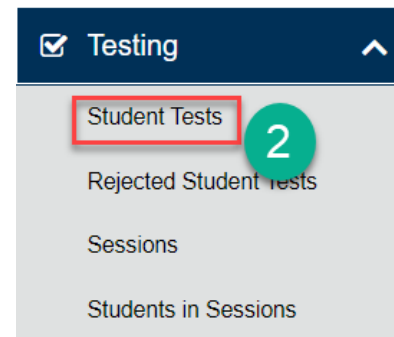 Testing
Student Tests
2
Rejected Student Tests
Sessions
Students in Sessions